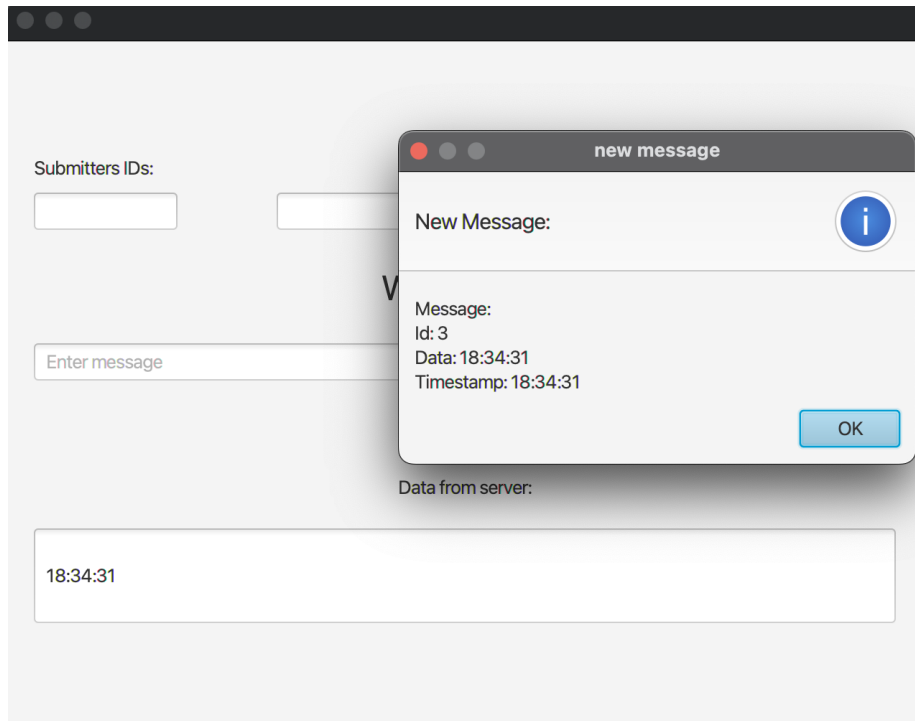 new message
Submitters IDs:
New Message:
Message:
Id: 3
Data: 18:34:31
Timestamp: 18:34:31
Enter message
OK
Data from server:
18:34:31